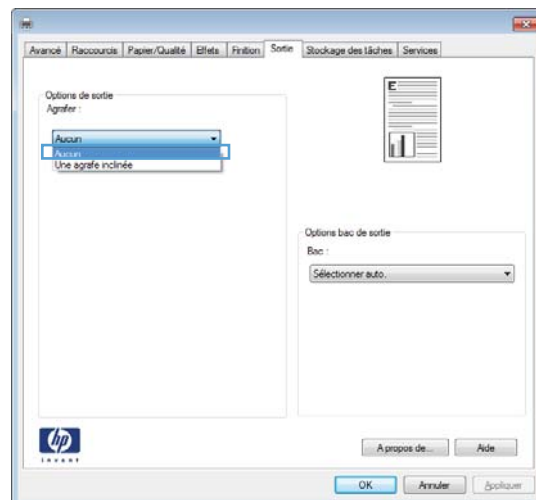 Avancé Raccourcis Papier/Qualité Effets Finition Sortie Stockage des tâches Services
Options de sortie
Agrafer :
Aucun
Aucun
Une agrafe inclinée
E
Options bac de sortie
Bac :
Sélectionner auto.
hp
invent
A propos de... Aide
OK Annuler Appliquer